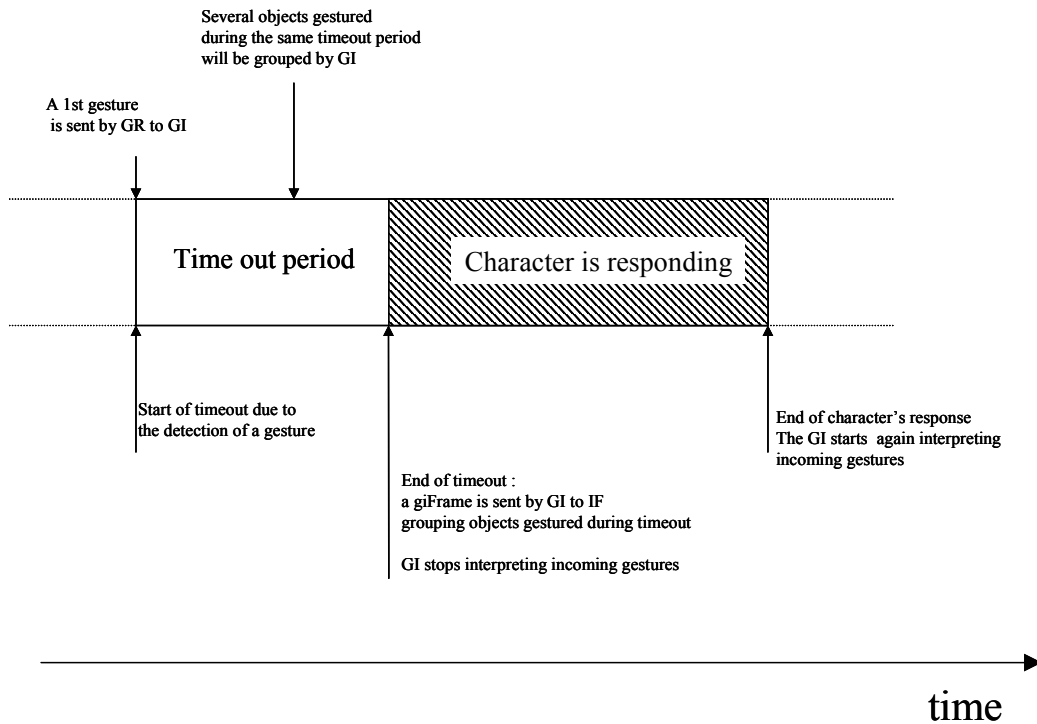 Several objects gestured
during the same timeout period
will be grouped by GI
A 1st gesture
is sent by GR to GI
Time out period
Character is responding
Start of timeout due to
the detection of a gesture
End of character's response
The GI starts again interpreting
incoming gestures
End of timeout :
a giFrame is sent by GI to IF
grouping objects gestured during timeout
GI stops interpreting incoming gestures
time